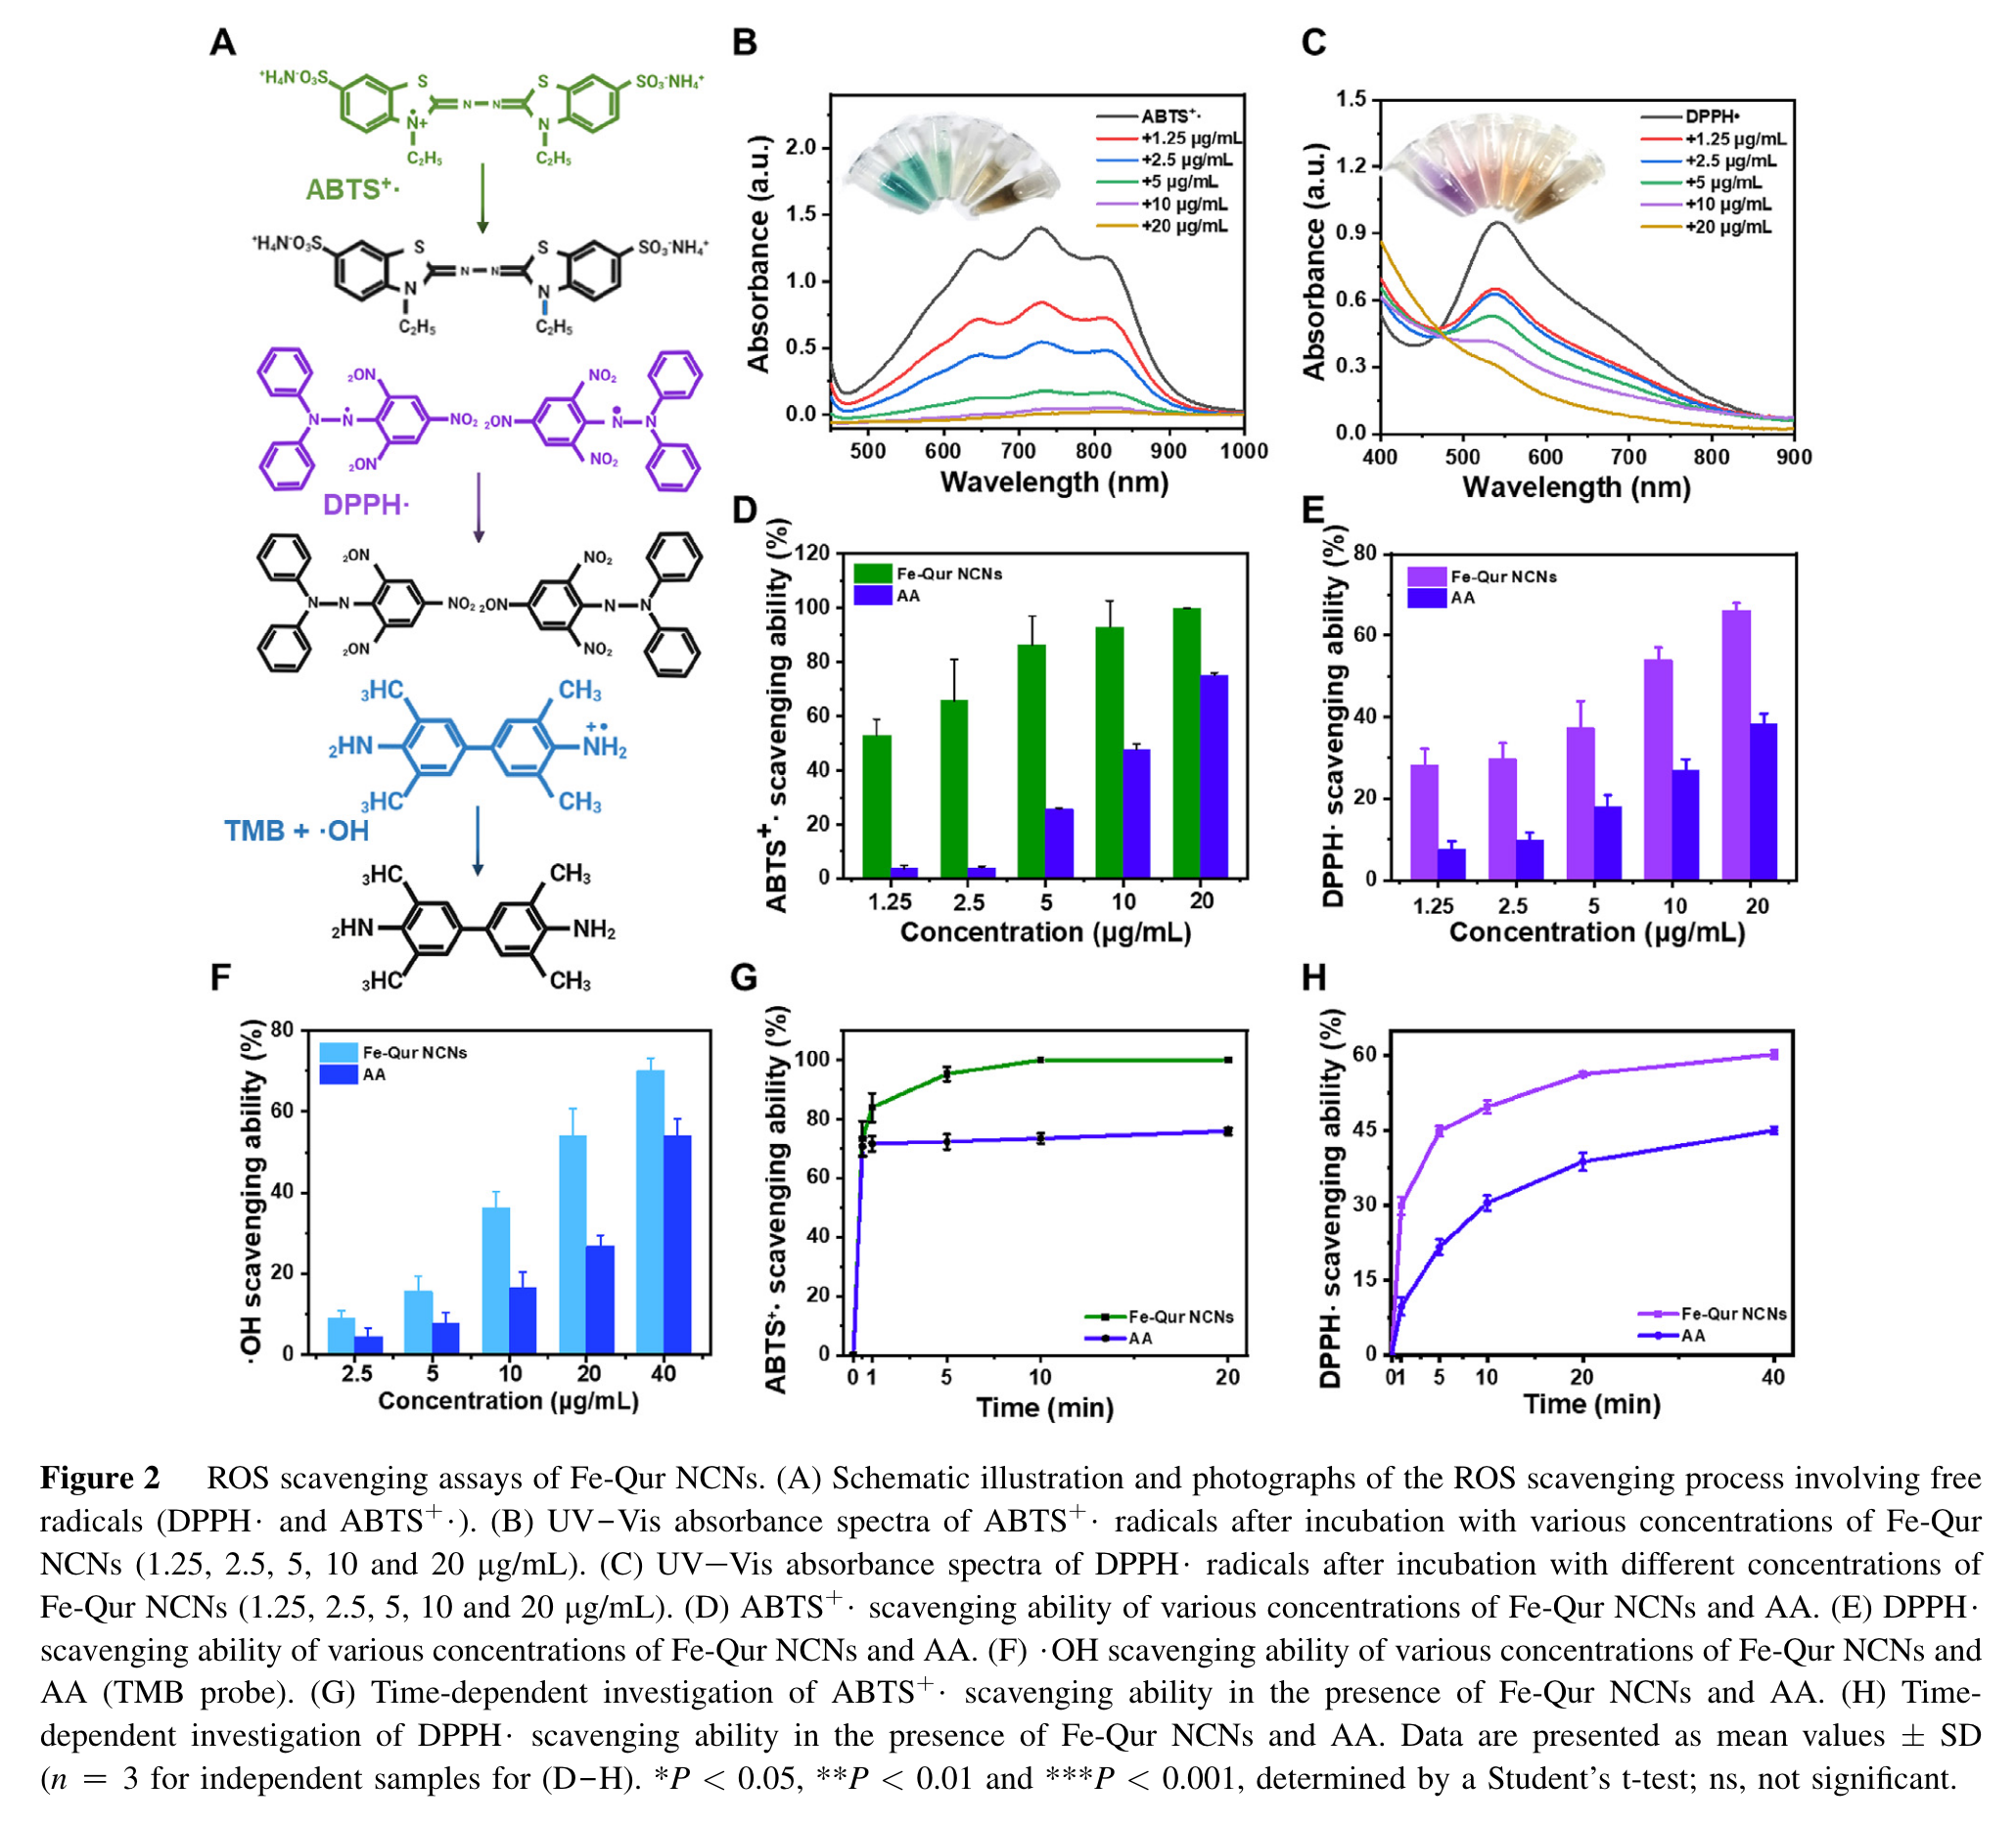 A
⁺H₄N⁻O₃S
S
S
SO₃⁻NH₄⁺
N N
N+
N
C₂H₅
C₂H₅
ABTS⁺·
⁺H₄N⁻O₃S
S
S
SO₃⁻NH₄⁺
N N
N
N
C₂H₅
C₂H₅
₂ON
NO₂
N N
NO₂ ₂ON
N N
₂ON
NO₂
DPPH·
₂ON
NO₂
N N
NO₂ ₂ON
N N
₂ON
NO₂
₃HC
CH₃
₂HN
NH₂
+•
₃HC
CH₃
TMB + ·OH
₃HC
CH₃
₂HN
NH₂
₃HC
CH₃
B
Absorbance (a.u.)
2.0
1.5
1.0
0.5
0.0
ABTS⁺·
+1.25 µg/mL
+2.5 µg/mL
+5 µg/mL
+10 µg/mL
+20 µg/mL
500 600 700 800 900 1000
Wavelength (nm)
C
Absorbance (a.u.)
1.5
1.2
0.9
0.6
0.3
0.0
DPPH•
+1.25 µg/mL
+2.5 µg/mL
+5 µg/mL
+10 µg/mL
+20 µg/mL
400 500 600 700 800 900
Wavelength (nm)
D
ABTS⁺· scavenging ability (%)
120
100
80
60
40
20
0
Fe-Qur NCNs
AA
1.25 2.5 5 10 20
Concentration (µg/mL)
E
DPPH· scavenging ability (%)
80
60
40
20
0
Fe-Qur NCNs
AA
1.25 2.5 5 10 20
Concentration (µg/mL)
F
·OH scavenging ability (%)
80
60
40
20
0
Fe-Qur NCNs
AA
2.5 5 10 20 40
Concentration (µg/mL)
G
ABTS⁺· scavenging ability (%)
100
80
60
40
20
0
Fe-Qur NCNs
AA
0 1 5 10 20
Time (min)
H
DPPH· scavenging ability (%)
60
45
30
15
0
Fe-Qur NCNs
AA
0 1 5 10 20 40
Time (min)
Figure 2 ROS scavenging assays of Fe-Qur NCNs. (A) Schematic illustration and photographs of the ROS scavenging process involving free
radicals (DPPH· and ABTS⁺·). (B) UV−Vis absorbance spectra of ABTS⁺· radicals after incubation with various concentrations of Fe-Qur
NCNs (1.25, 2.5, 5, 10 and 20 µg/mL). (C) UV—Vis absorbance spectra of DPPH· radicals after incubation with different concentrations of
Fe-Qur NCNs (1.25, 2.5, 5, 10 and 20 µg/mL). (D) ABTS⁺· scavenging ability of various concentrations of Fe-Qur NCNs and AA. (E) DPPH·
scavenging ability of various concentrations of Fe-Qur NCNs and AA. (F) ·OH scavenging ability of various concentrations of Fe-Qur NCNs and
AA (TMB probe). (G) Time-dependent investigation of ABTS⁺· scavenging ability in the presence of Fe-Qur NCNs and AA. (H) Time-
dependent investigation of DPPH· scavenging ability in the presence of Fe-Qur NCNs and AA. Data are presented as mean values ± SD
(n = 3 for independent samples for (D−H). *P < 0.05, **P < 0.01 and ***P < 0.001, determined by a Student's t-test; ns, not significant.